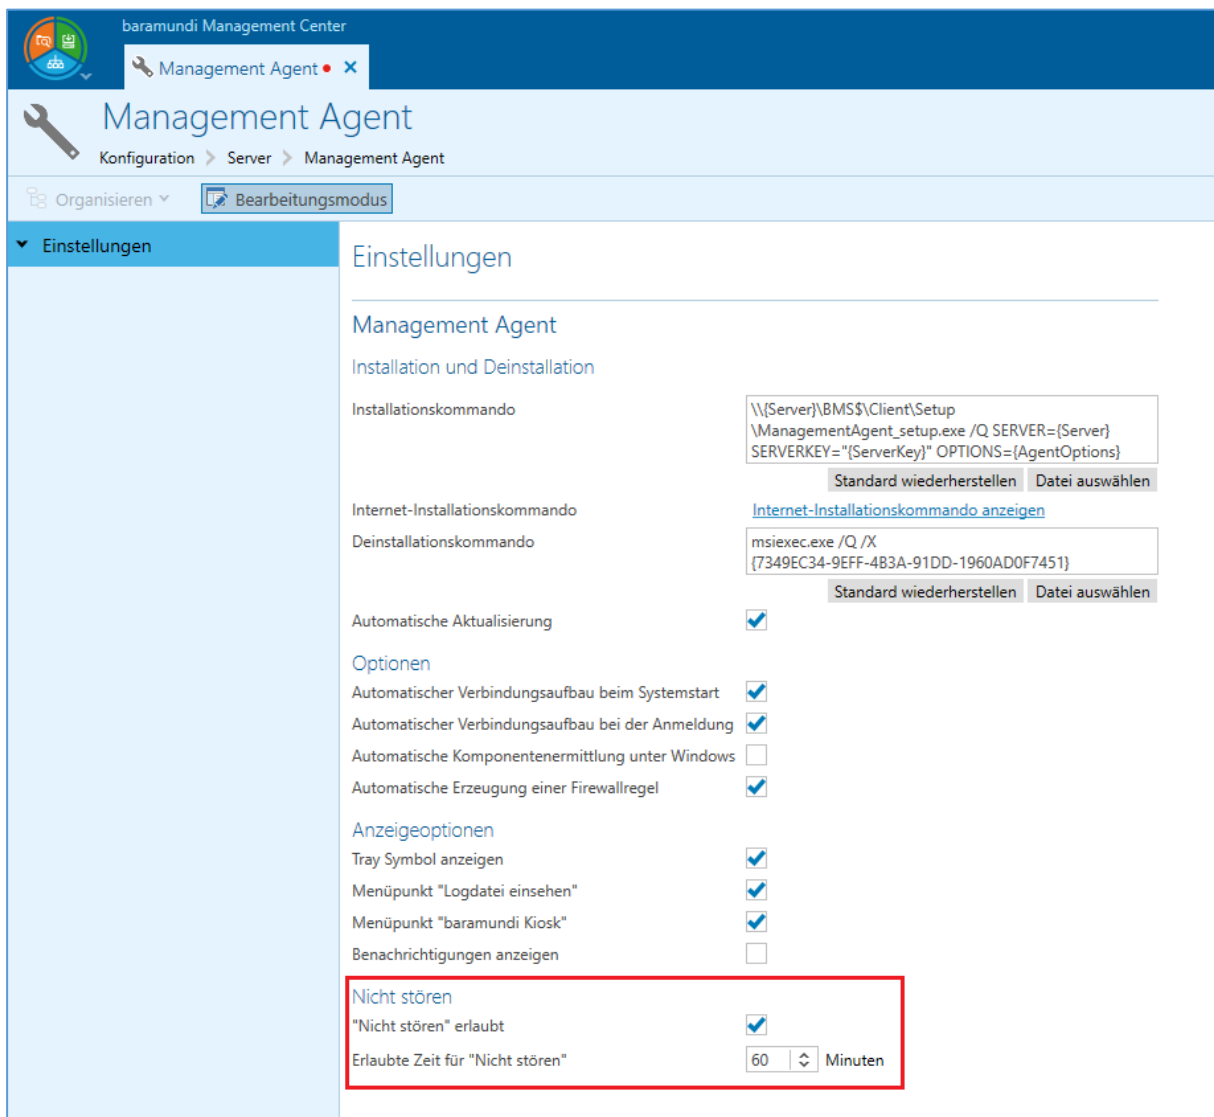 baramundi Management Center
Management Agent
Management Agent
Konfiguration > Server > Management Agent
Organisieren Bearbeitungsmodus
Einstellungen
Einstellungen
Management Agent
Installation und Deinstallation
Installationskommando
\\{Server}\BMS$\Client\Setup
\ManagementAgent_setup.exe /Q SERVER={Server}
SERVERKEY="{ServerKey}" OPTIONS={AgentOptions}
Standard wiederherstellen Datei auswählen
Internet-Installationskommando Internet-Installationskommando anzeigen
Deinstallationskommando
msiexec.exe /Q /X
{7349EC34-9EFF-4B3A-91DD-1960AD0F7451}
Standard wiederherstellen Datei auswählen
Automatische Aktualisierung
Optionen
Automatischer Verbindungsaufbau beim Systemstart
Automatischer Verbindungsaufbau bei der Anmeldung
Automatische Komponentenermittlung unter Windows
Automatische Erzeugung einer Firewallregel
Anzeigeoptionen
Tray Symbol anzeigen
Menüpunkt "Logdatei einsehen"
Menüpunkt "baramundi Kiosk"
Benachrichtigungen anzeigen
Nicht stören
"Nicht stören" erlaubt
Erlaubte Zeit für "Nicht stören" 60 Minuten